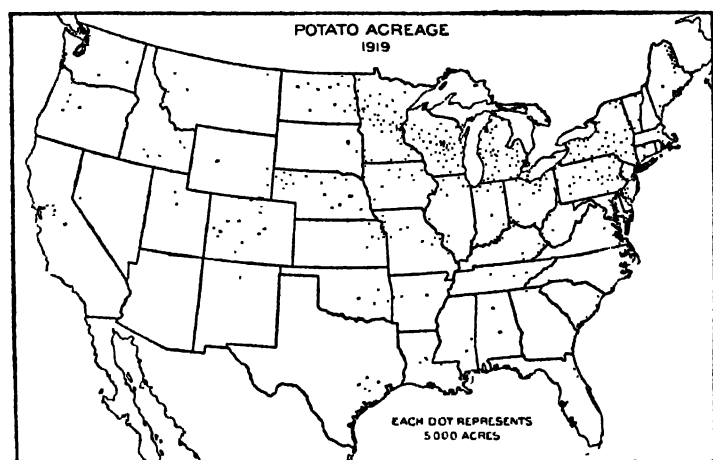 POTATO ACREAGE
1919
EACH DOT REPRESENTS
5000 ACRES